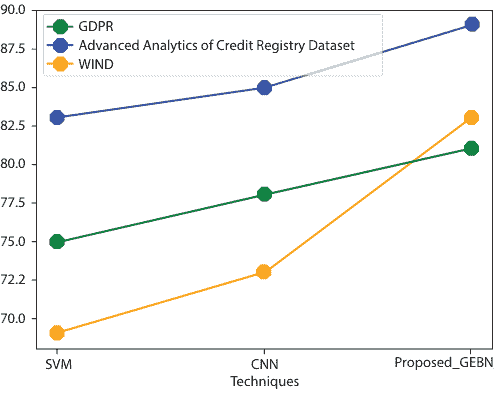 90.0
87.5
85.0
82.5
80.0
77.5
75.0
72.2
70.0
GDPR
Advanced Analytics of Credit Registry Dataset
WIND
SVM CNN Proposed_GEBN
Techniques